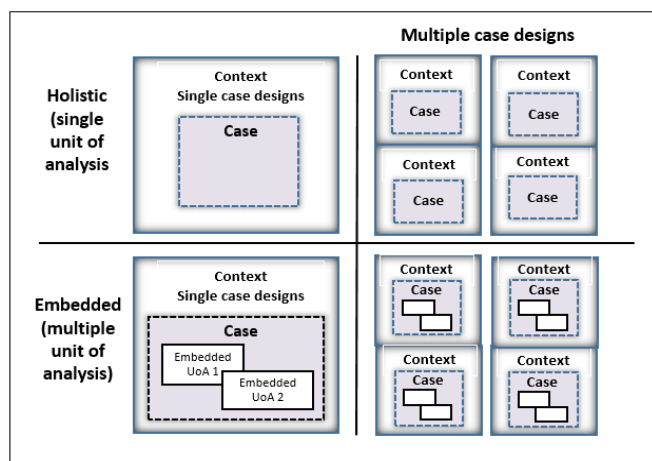 Multiple case designs
Holistic
(single
unit of
analysis
Context
Single case designs
Case
Context
Case
Context
Case
Context
Case
Context
Case
Embedded
(multiple
unit of
analysis)
Context
Single case designs
Case
Embedded
UoA 1
Embedded
UoA 2
Context
Case
Context
Case
Context
Case
Context
Case